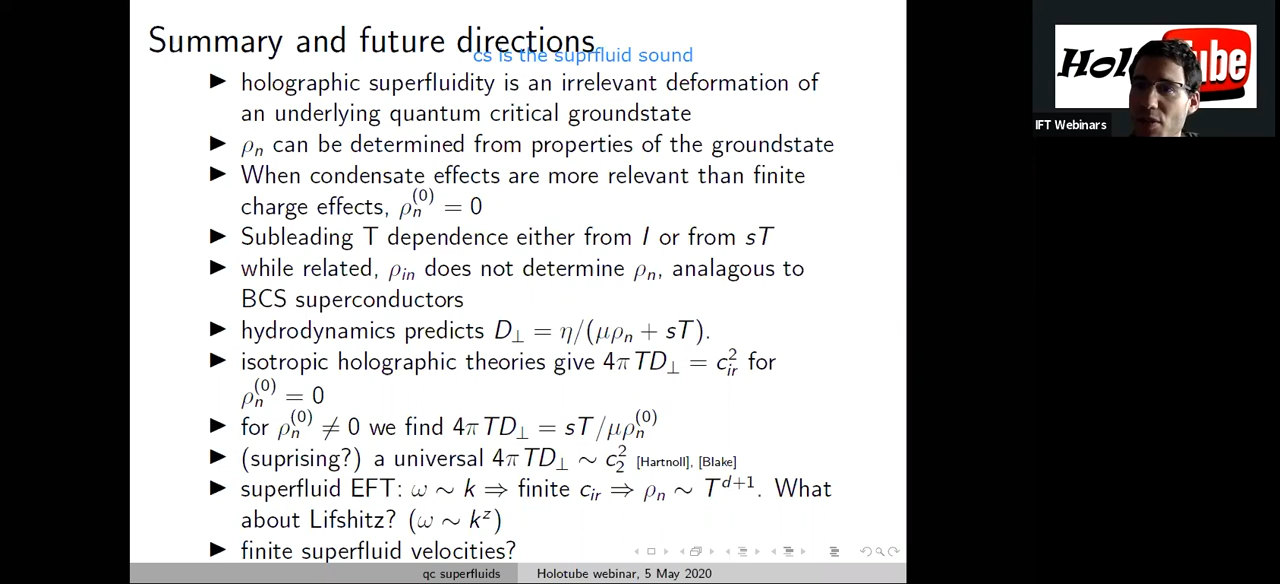 Summary and future directions
cs is the suprfluid sound
▶ holographic superfluidity is an irrelevant deformation of
an underlying quantum critical groundstate
▶ ρₙ can be determined from properties of the groundstate
▶ When condensate effects are more relevant than finite
charge effects, ρₙ⁽⁰⁾ = 0
▶ Subleading T dependence either from I or from sT
▶ while related, ρᵢₙ does not determine ρₙ, analagous to
BCS superconductors
▶ hydrodynamics predicts D⊥ = η/(μρₙ + sT).
▶ isotropic holographic theories give 4πTD⊥ = c²ᵢᵣ for
ρₙ⁽⁰⁾ = 0
▶ for ρₙ⁽⁰⁾ ≠ 0 we find 4πTD⊥ = sT/μρₙ⁽⁰⁾
▶ (suprising?) a universal 4πTD⊥ ∼ c₂² [Hartnoll], [Blake]
▶ superfluid EFT: ω ∼ k ⇒ finite cᵢᵣ ⇒ ρₙ ∼ Tᵈ⁺¹. What
about Lifshitz? (ω ∼ kᶻ)
▶ finite superfluid velocities?
qc superfluids Holotube webinar, 5 May 2020
IFT Webinars